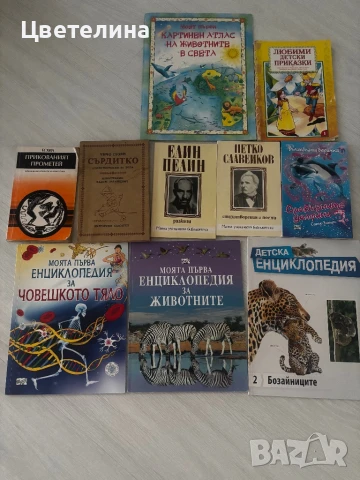 Цветелина
КАРТИНЕН АТЛАС
НА ЖИВОТНИТЕ
В СВЕТА
ЛЮБИМИ
ДЕТСКИ
ПРИКАЗКИ
ПРИКОВАНИЯТ
ПРОМЕТЕЙ
СЪРДИТКО
ЕЛИН
ПЕЛИН
разкази
ПЕТКО
СЛАВЕЙКОВ
МОЯТА ПЪРВА
ЕНЦИКЛОПЕДИЯ
ЗА
ЧОВЕШКОТО ТЯЛО
МОЯТА ПЪРВА
ЕНЦИКЛОПЕДИЯ
ЗА
ЖИВОТНИТЕ
ДЕТСКА
ЕНЦИКЛОПЕДИЯ
2 Бозайниците
bazar